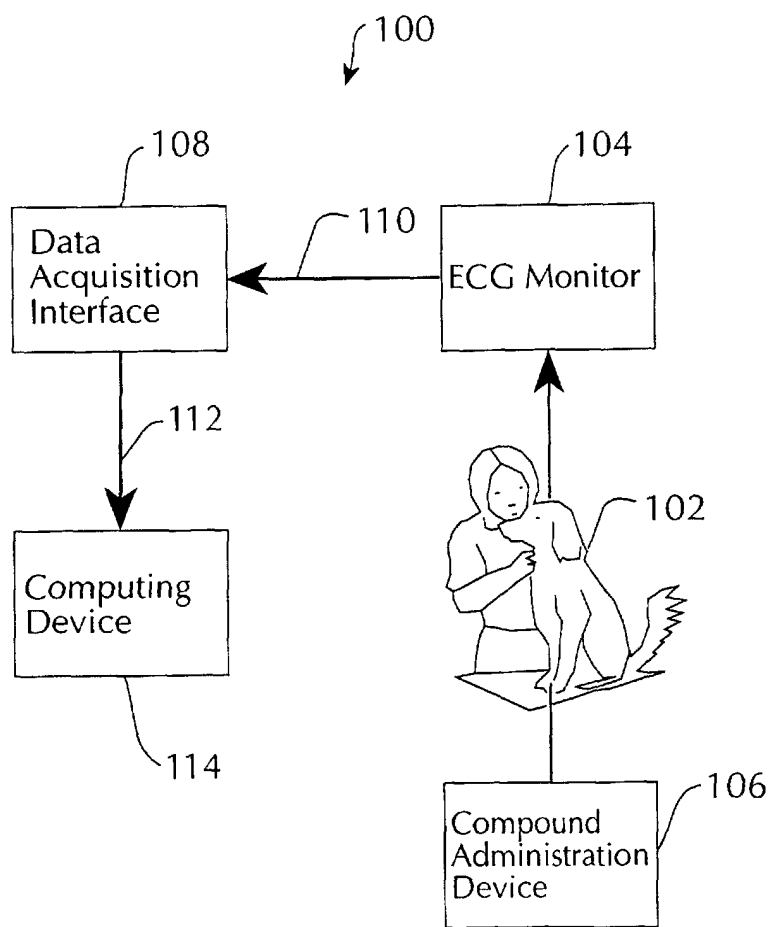 100
108
Data
Acquisition
Interface
110
104
ECG Monitor
112
102
Computing
Device
114
106
Compound
Administration
Device